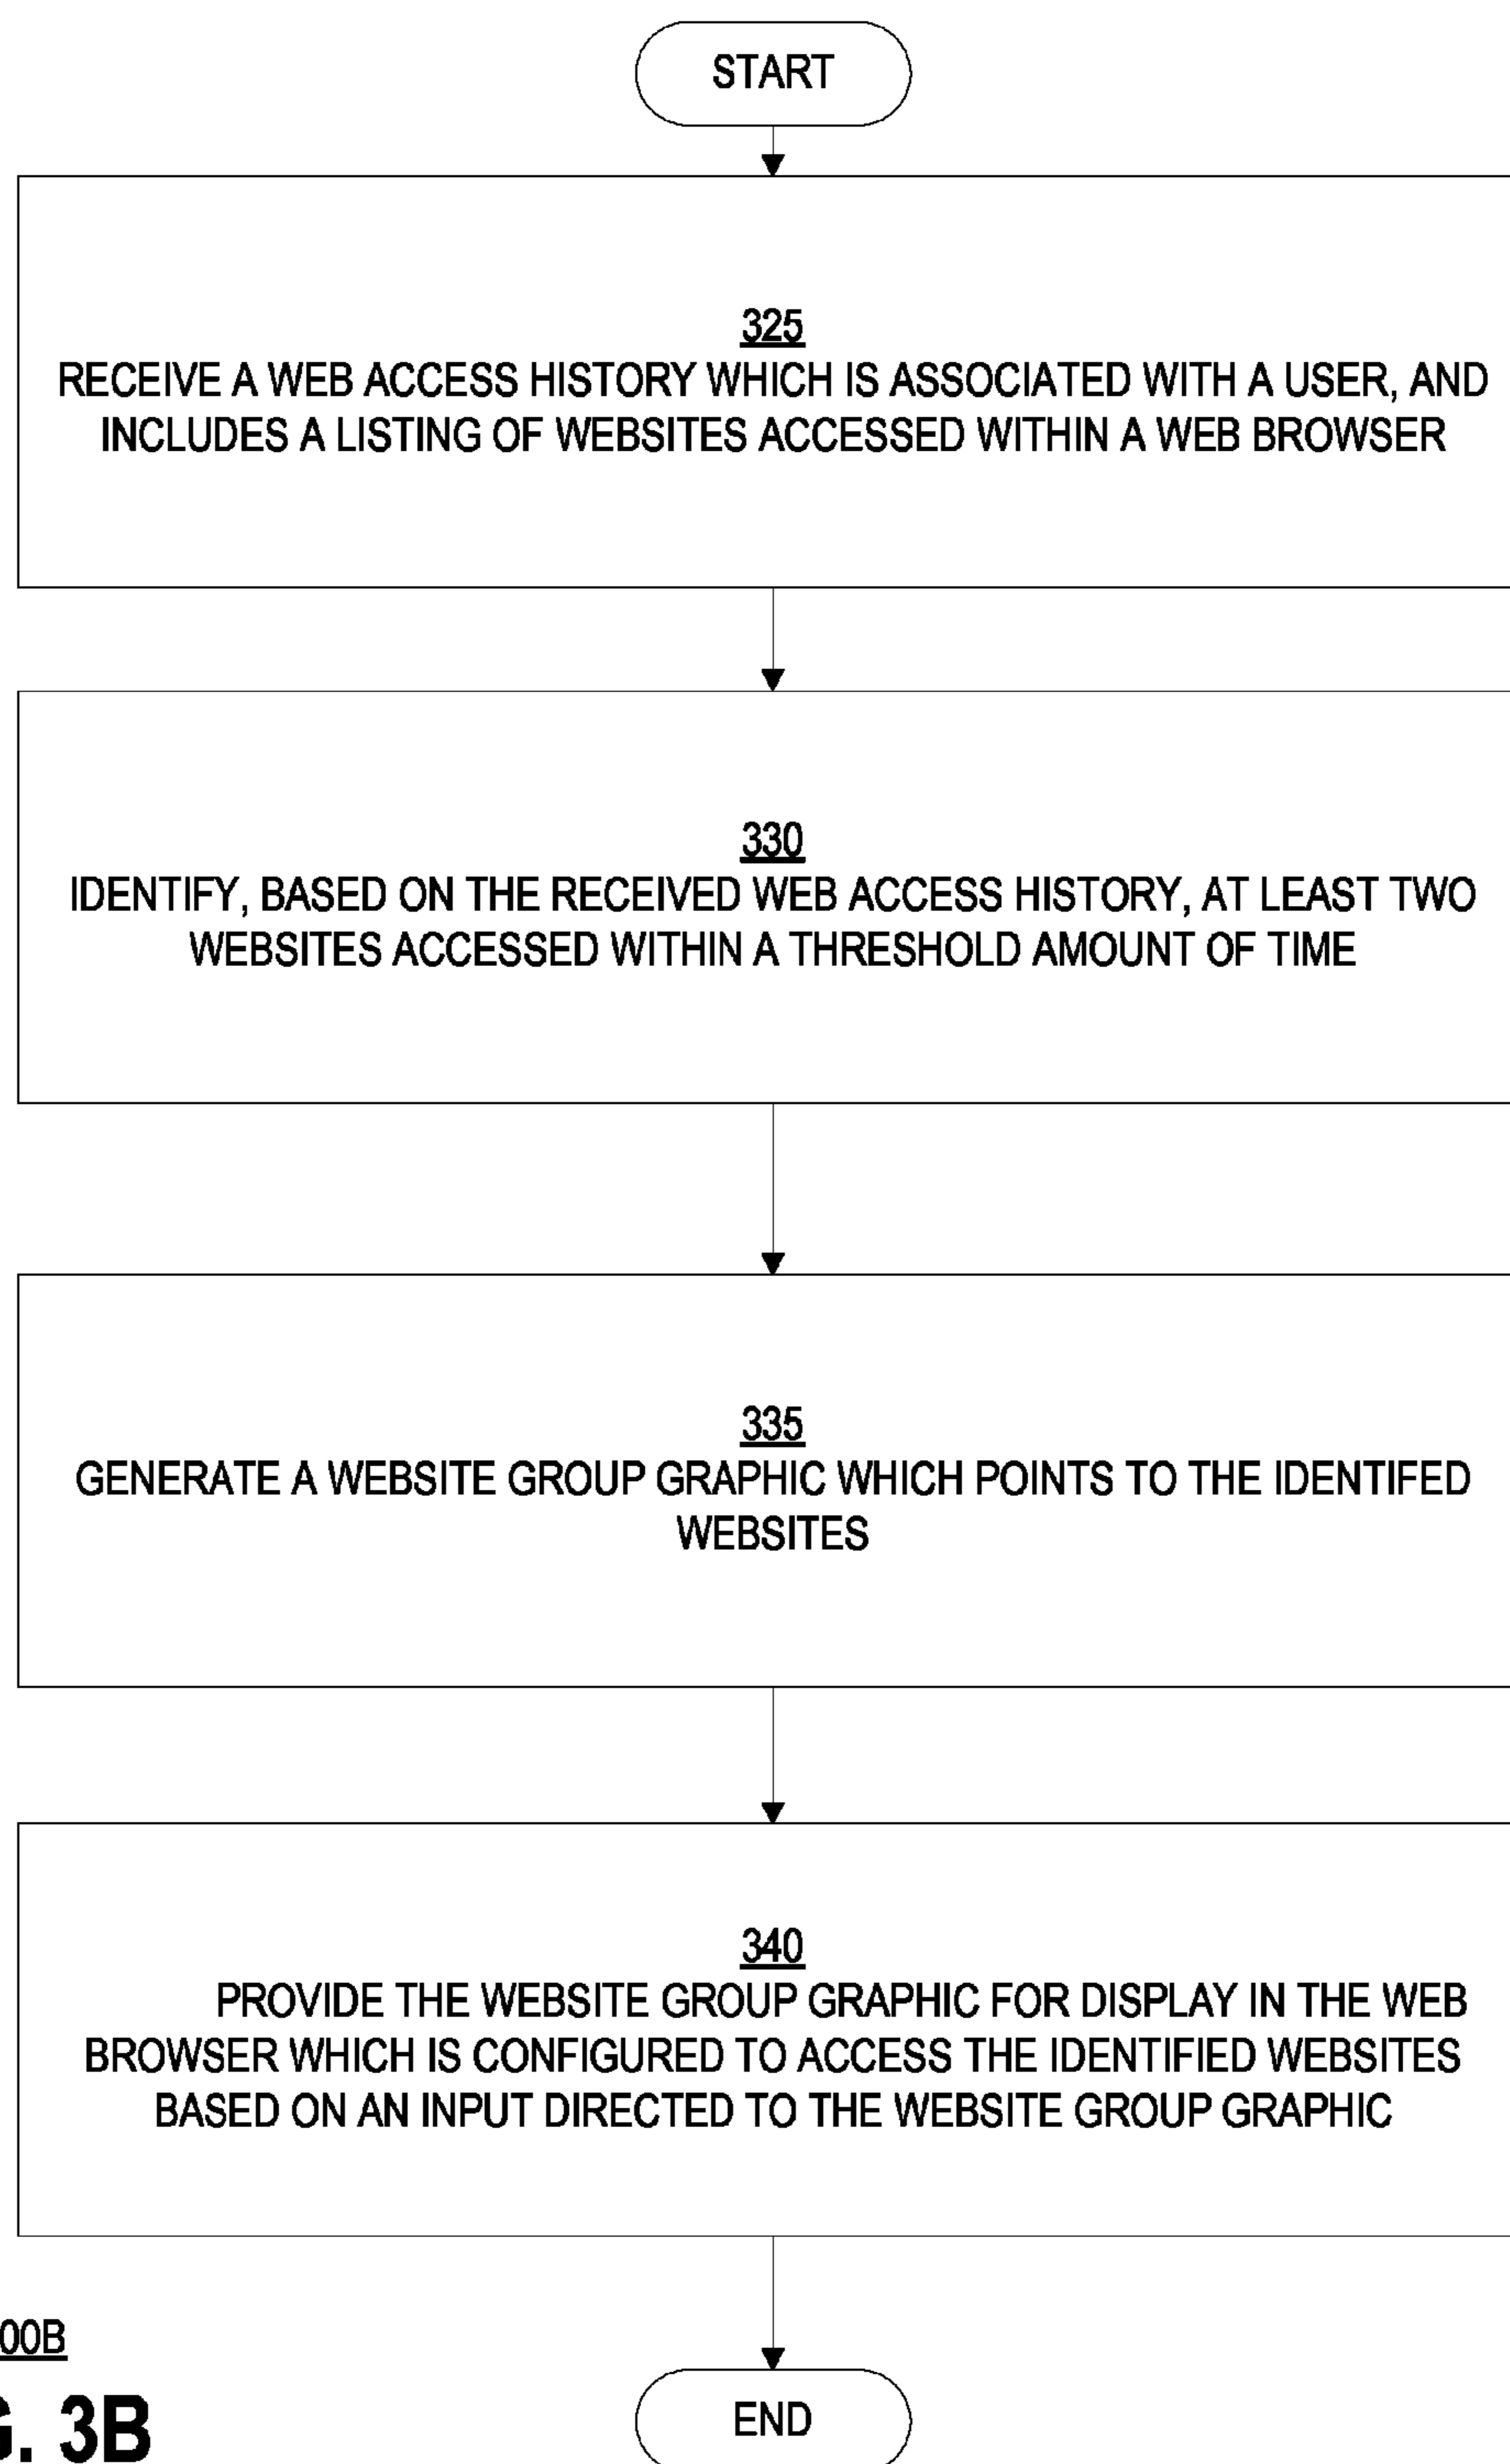 START
325
RECEIVE A WEB ACCESS HISTORY WHICH IS ASSOCIATED WITH A USER, AND
INCLUDES A LISTING OF WEBSITES ACCESSED WITHIN A WEB BROWSER
330
IDENTIFY, BASED ON THE RECEIVED WEB ACCESS HISTORY, AT LEAST TWO
WEBSITES ACCESSED WITHIN A THRESHOLD AMOUNT OF TIME
335
GENERATE A WEBSITE GROUP GRAPHIC WHICH POINTS TO THE IDENTIFED
WEBSITES
340
PROVIDE THE WEBSITE GROUP GRAPHIC FOR DISPLAY IN THE WEB
BROWSER WHICH IS CONFIGURED TO ACCESS THE IDENTIFIED WEBSITES
BASED ON AN INPUT DIRECTED TO THE WEBSITE GROUP GRAPHIC
00B
G. 3B
END